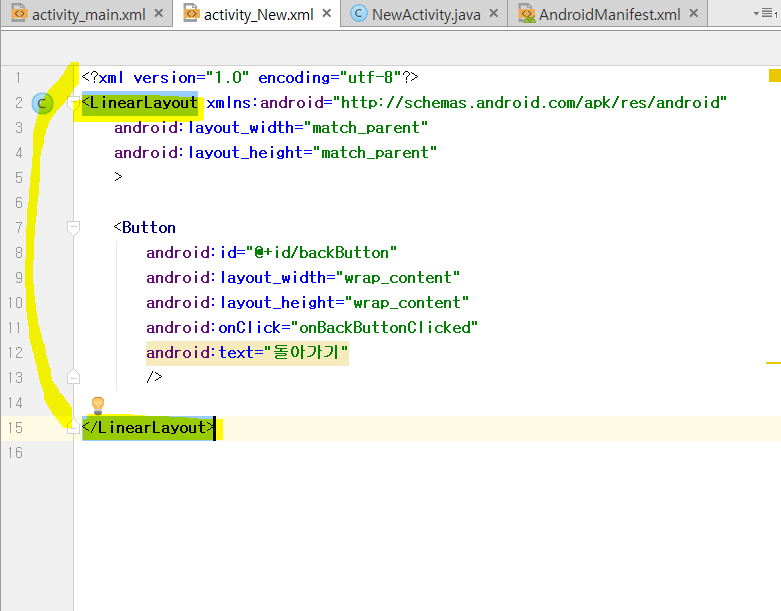 activity_main.xml × activity_New.xml × C NewActivity.java × AndroidManifest.xml × 1
1 <?xml version="1.0" encoding="utf-8"?>
2 C <LinearLayout xmlns:android="http://schemas.android.com/apk/res/android"
3 android:layout_width="match_parent"
4 android:layout_height="match_parent"
5 >
6
7 <Button
8 android:id="@+id/backButton"
9 android:layout_width="wrap_content"
10 android:layout_height="wrap_content"
11 android:onClick="onBackButtonClicked"
12 android:text="돌아가기"
13 />
14
15 </LinearLayout>
16